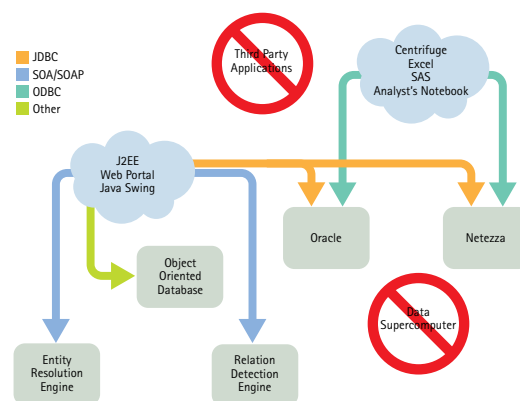 JDBC
SOA/SOAP
ODBC
Other
Third Party
Applications
Centrifuge
Excel
SAS
Analyst's Notebook
J2EE
Web Portal
Java Swing
Oracle
Netezza
Object
Oriented
Database
Data
Supercomputer
Entity
Resolution
Engine
Relation
Detection
Engine